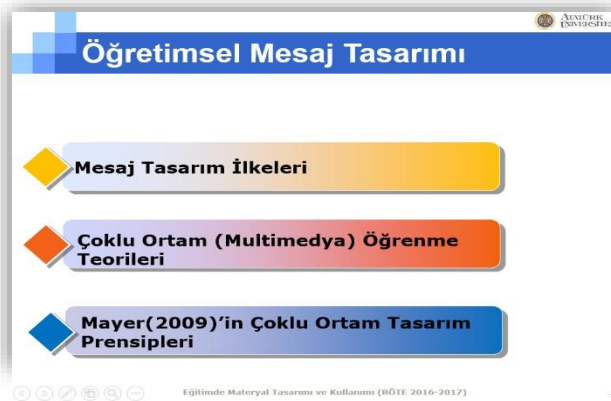 ATATÜRK
ÜNİVERSİTESİ
Öğretimsel Mesaj Tasarımı
Mesaj Tasarım İlkeleri
Çoklu Ortam (Multimedya) Öğrenme
Teorileri
Mayer(2009)’in Çoklu Ortam Tasarım
Prensipleri
Eğitimde Materyal Tasarımı ve Kullanımı (BÖTE 2016-2017)